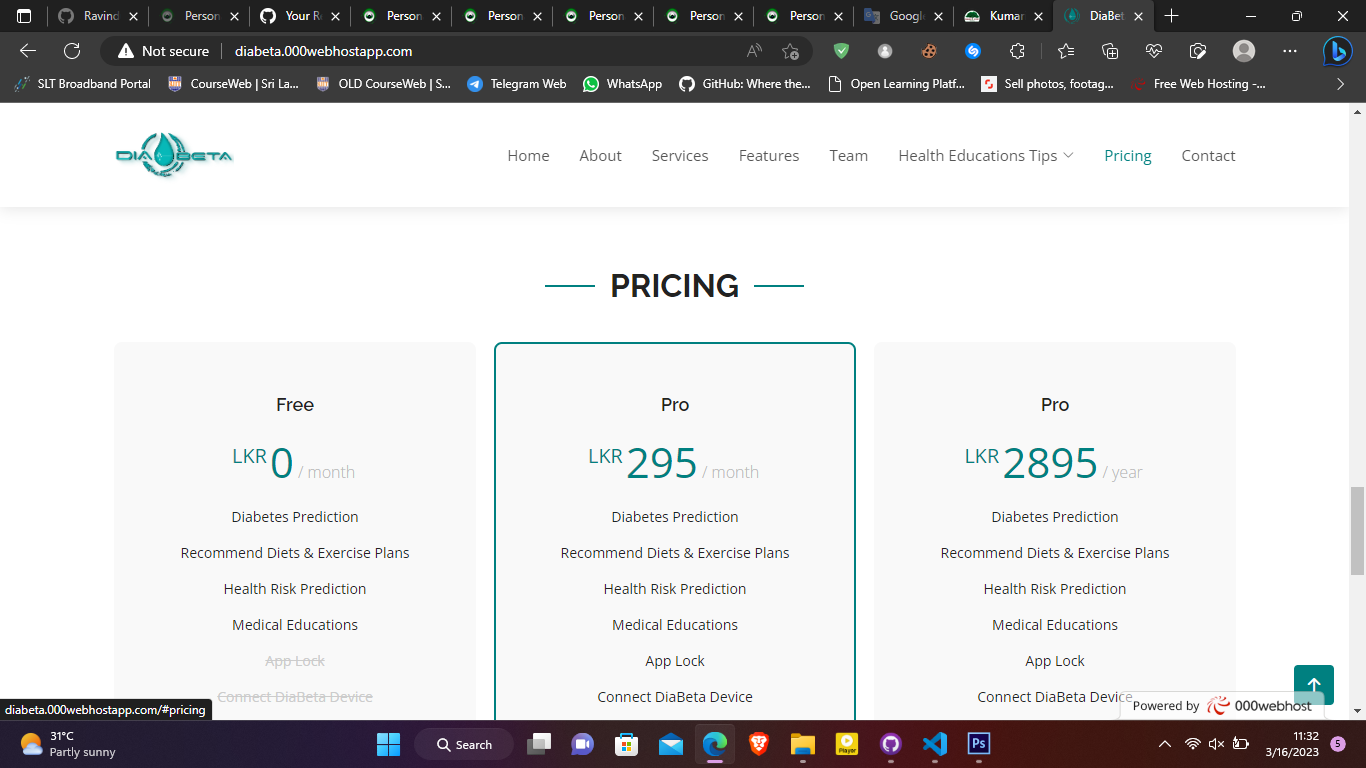 Ravind
Person
Your R
Person
Person
Person
Person
Person
Google
Kumar
DiaBet
Not secure
diabeta.000webhostapp.com
SLT Broadband Portal
CourseWeb | Sri La...
OLD CourseWeb | S...
Telegram Web
WhatsApp
GitHub: Where the...
Open Learning Platf...
Sell photos, footag...
Free Web Hosting -...
DIABETA
Home
About
Services
Features
Team
Health Educations Tips
Pricing
Contact
PRICING
Free
LKR 0 / month
Diabetes Prediction
Recommend Diets & Exercise Plans
Health Risk Prediction
Medical Educations
App Lock
Connect DiaBeta Device
Pro
LKR 295 / month
Diabetes Prediction
Recommend Diets & Exercise Plans
Health Risk Prediction
Medical Educations
App Lock
Connect DiaBeta Device
Pro
LKR 2895 / year
Diabetes Prediction
Recommend Diets & Exercise Plans
Health Risk Prediction
Medical Educations
App Lock
Connect DiaBeta Device
diabeta.000webhostapp.com/#pricing
Powered by 000webhost
31°C
Partly sunny
Search
Player
Ps
11:32
3/16/2023
5